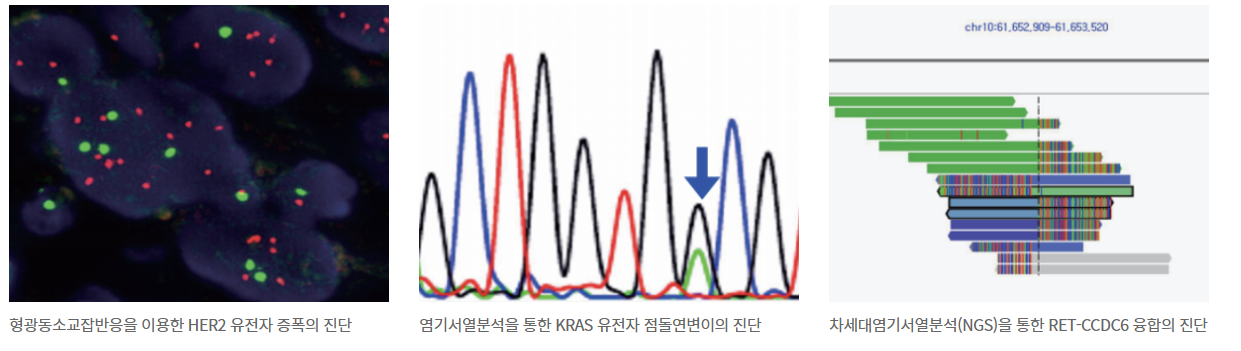 chr10:61,652,909-61,653,520
형광동소교잡반응을 이용한 HER2 유전자 증폭의 진단
염기서열분석을 통한 KRAS 유전자 점돌연변이의 진단
차세대염기서열분석(NGS)을 통한 RET-CCDC6 융합의 진단